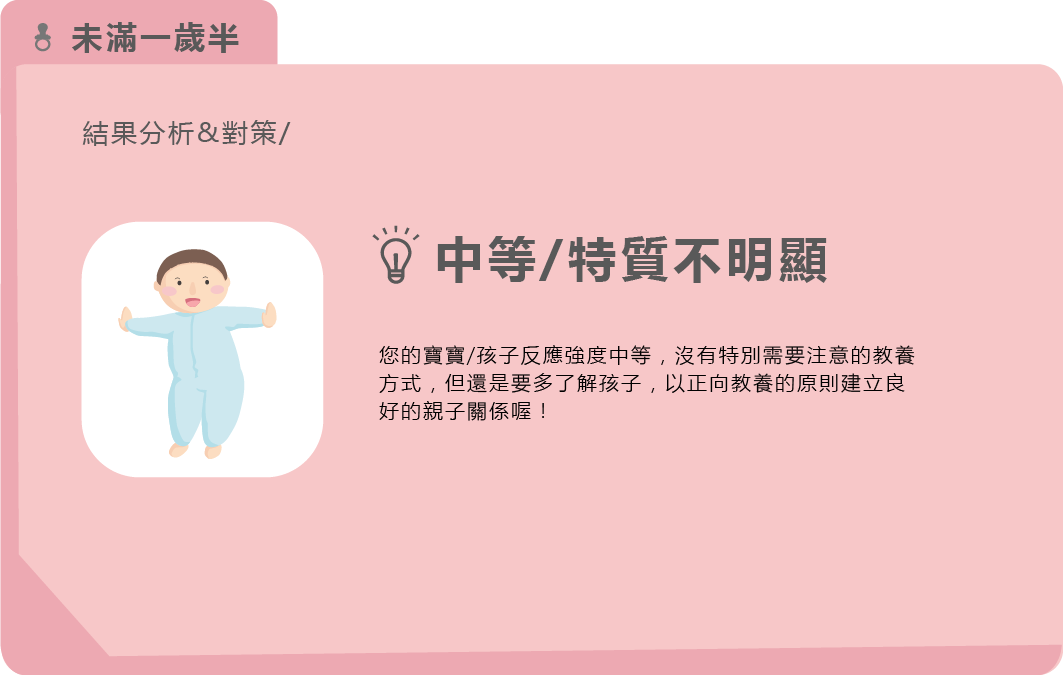 未滿一歲半
結果分析&對策/
中等/特質不明顯
您的寶寶/孩子反應強度中等，沒有特別需要注意的教養
方式，但還是要多了解孩子，以正向教養的原則建立良
好的親子關係喔！